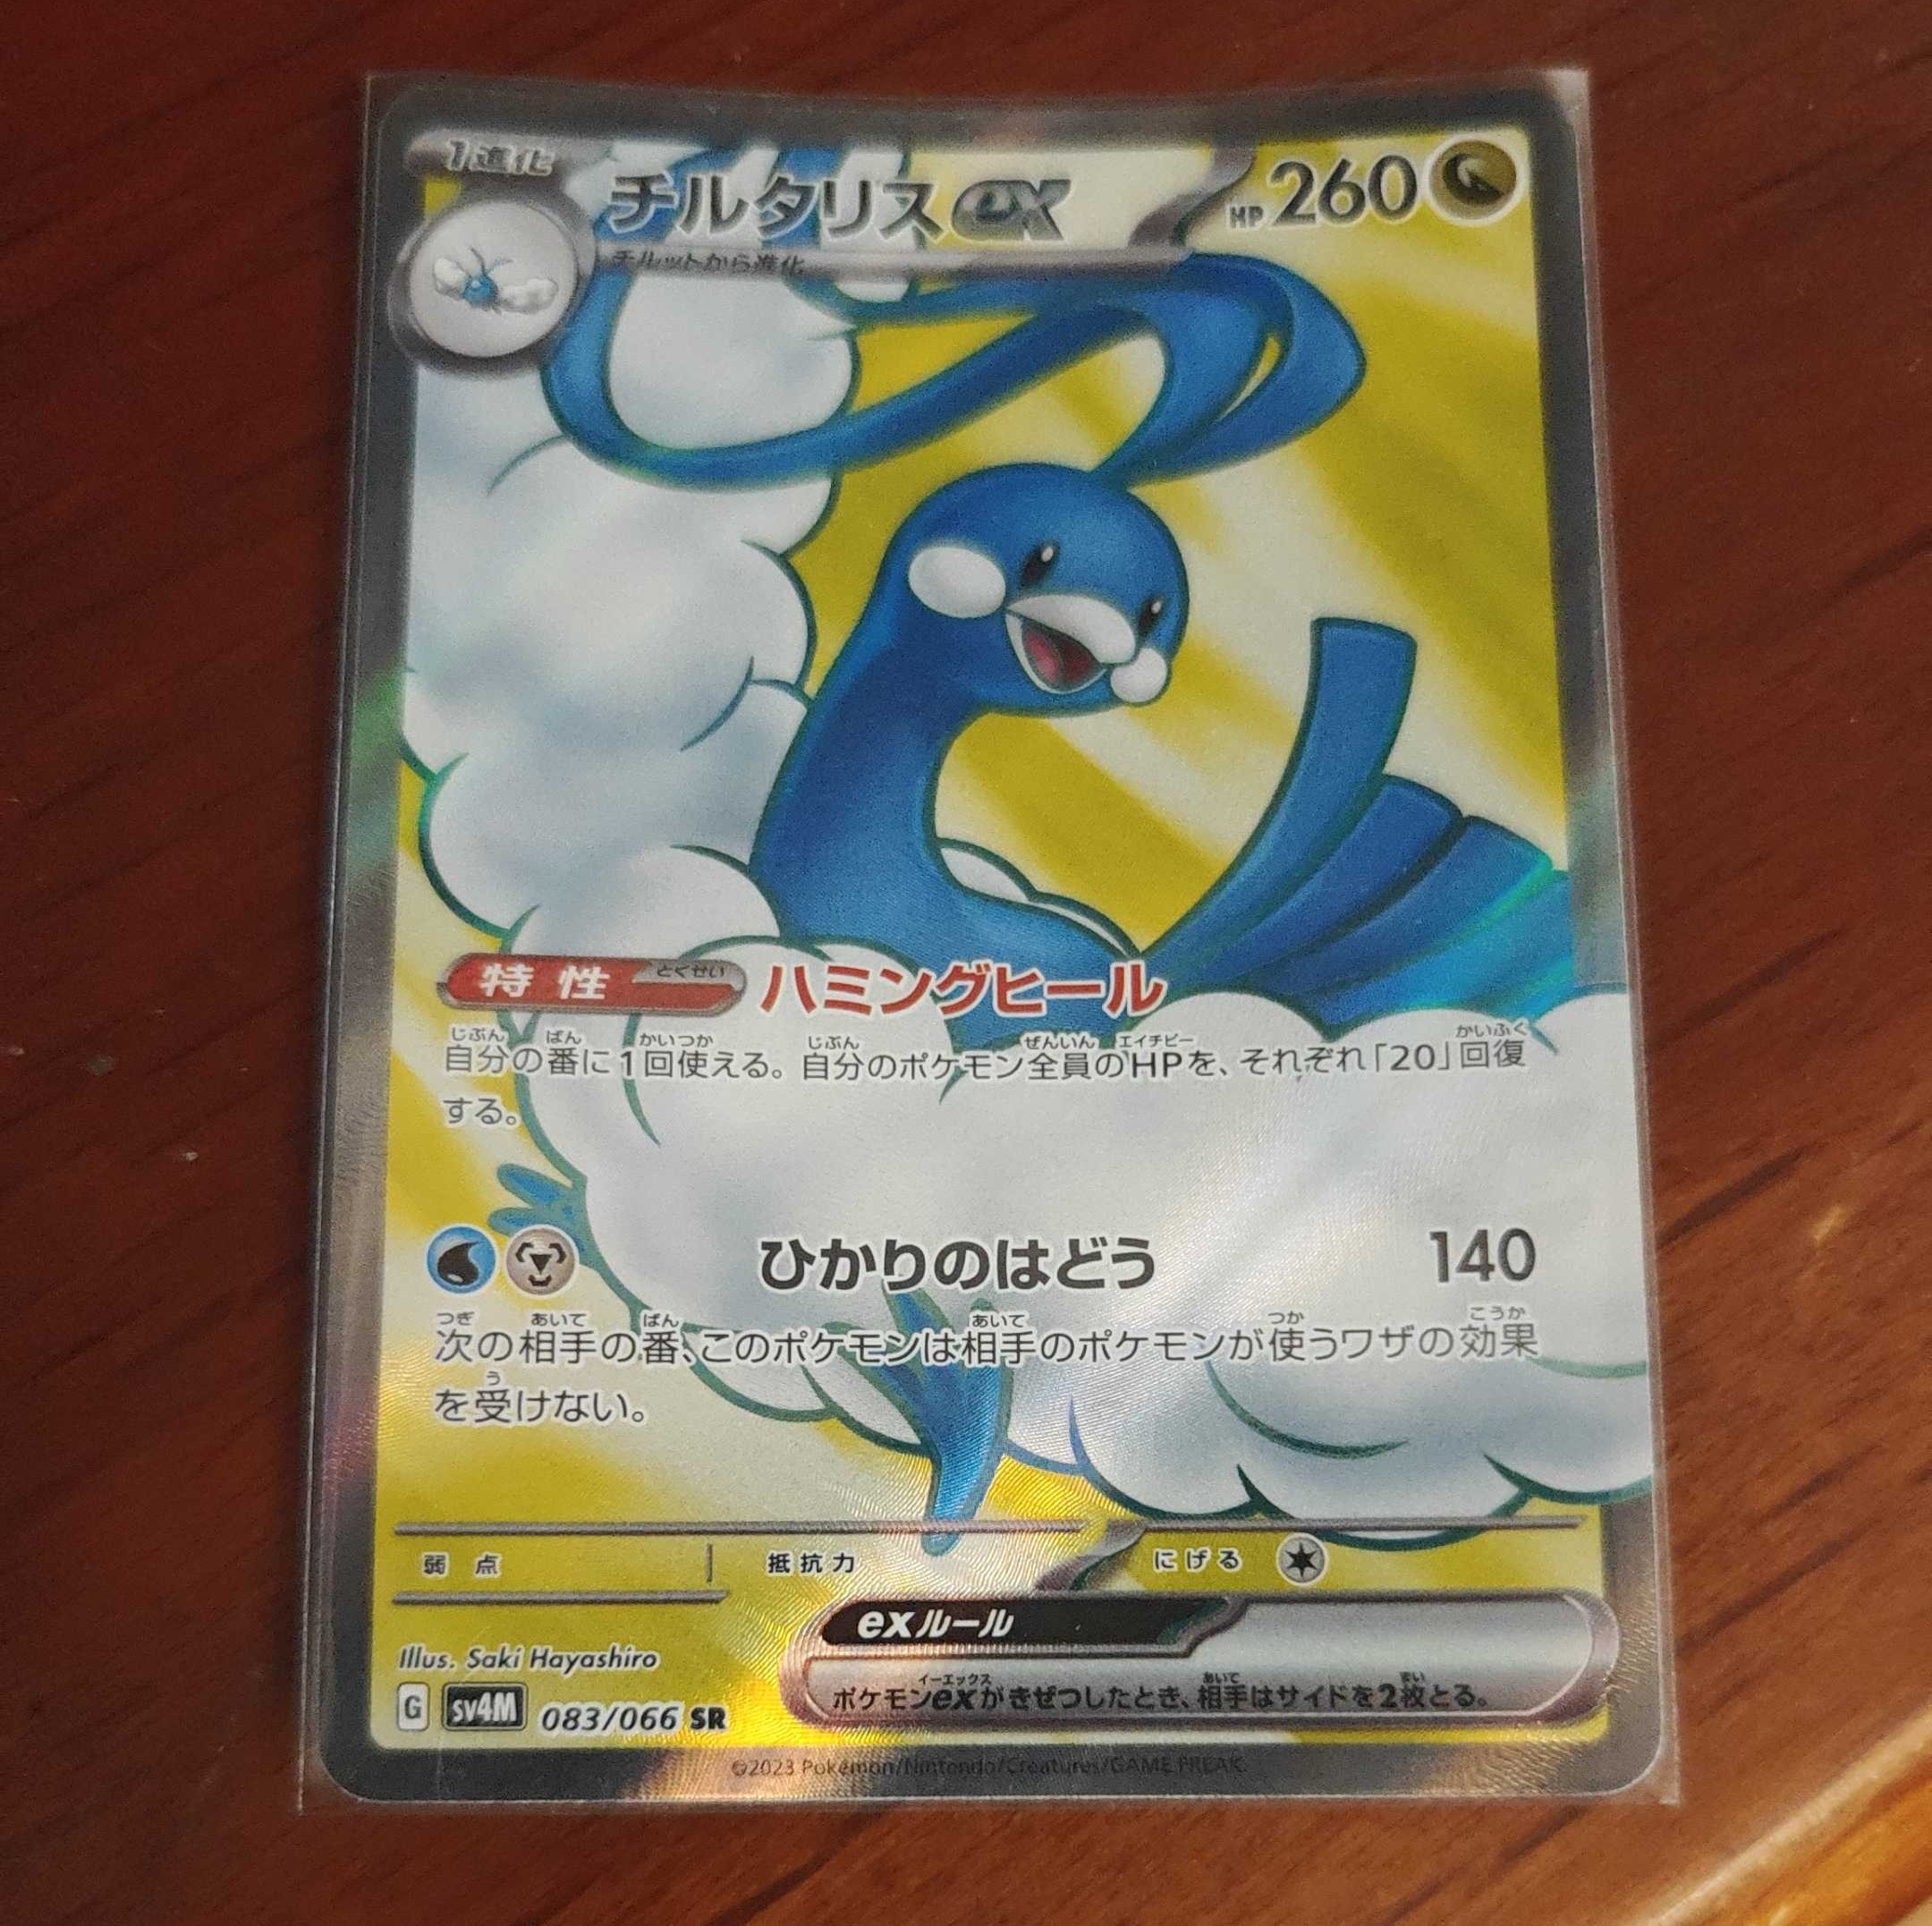 1進化
チルタリスex
HP 260
チルットから進化
特性 とくせい ハミングヒール
じぶん ばん かいつか じぶん ぜんいん エイチピー かいふく
自分の番に1回使える。自分のポケモン全員のHPを、それぞれ「20」回復
する。
ひかりのはどう 140
つぎ あいて ばん あいて つか こうか
次の相手の番、このポケモンは相手のポケモンが使うワザの効果
う
を受けない。
弱点 抵抗力 にげる
exルール
イーエックス あいて まい
ポケモンexがきぜつしたとき、相手はサイドを2枚とる。
Illus. Saki Hayashiro
G sv4M 083/066 SR
©2023 Pokémon/Nintendo/Creatures/GAME FREAK.